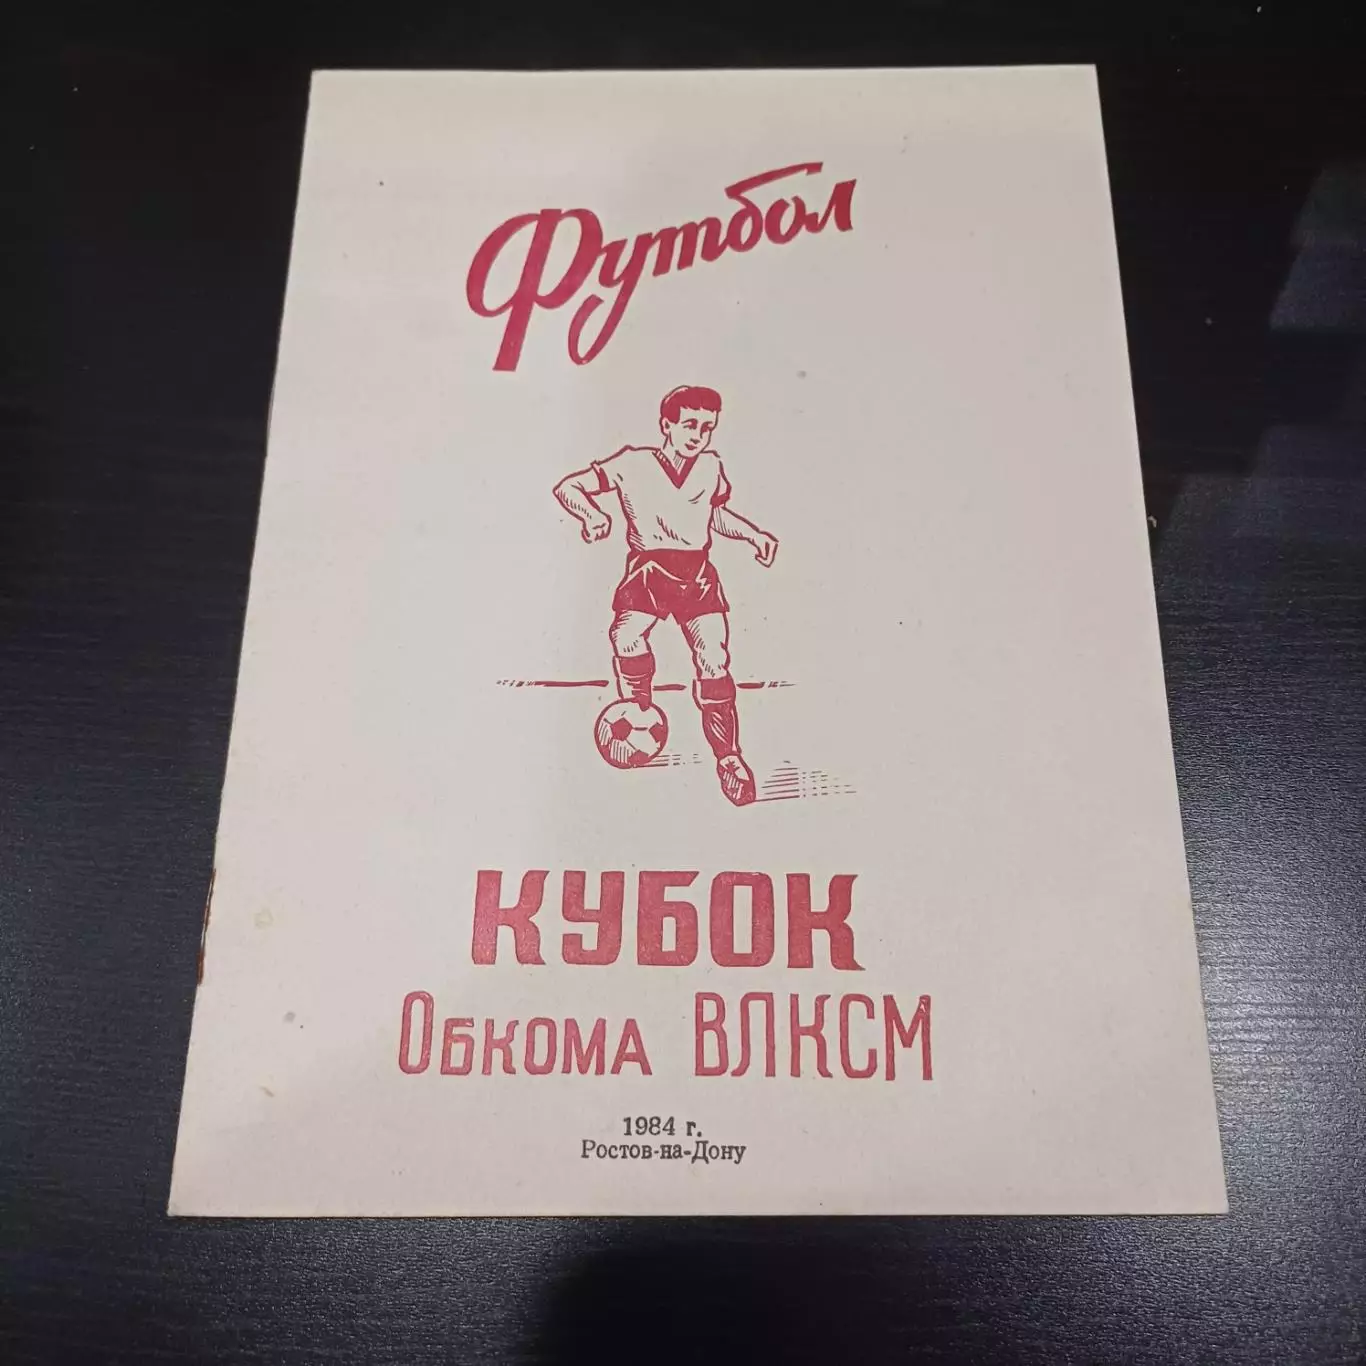 Футбол
КУБОК
ОБКОМА ВЛКСМ
1984 г.
Ростов-на-Дону